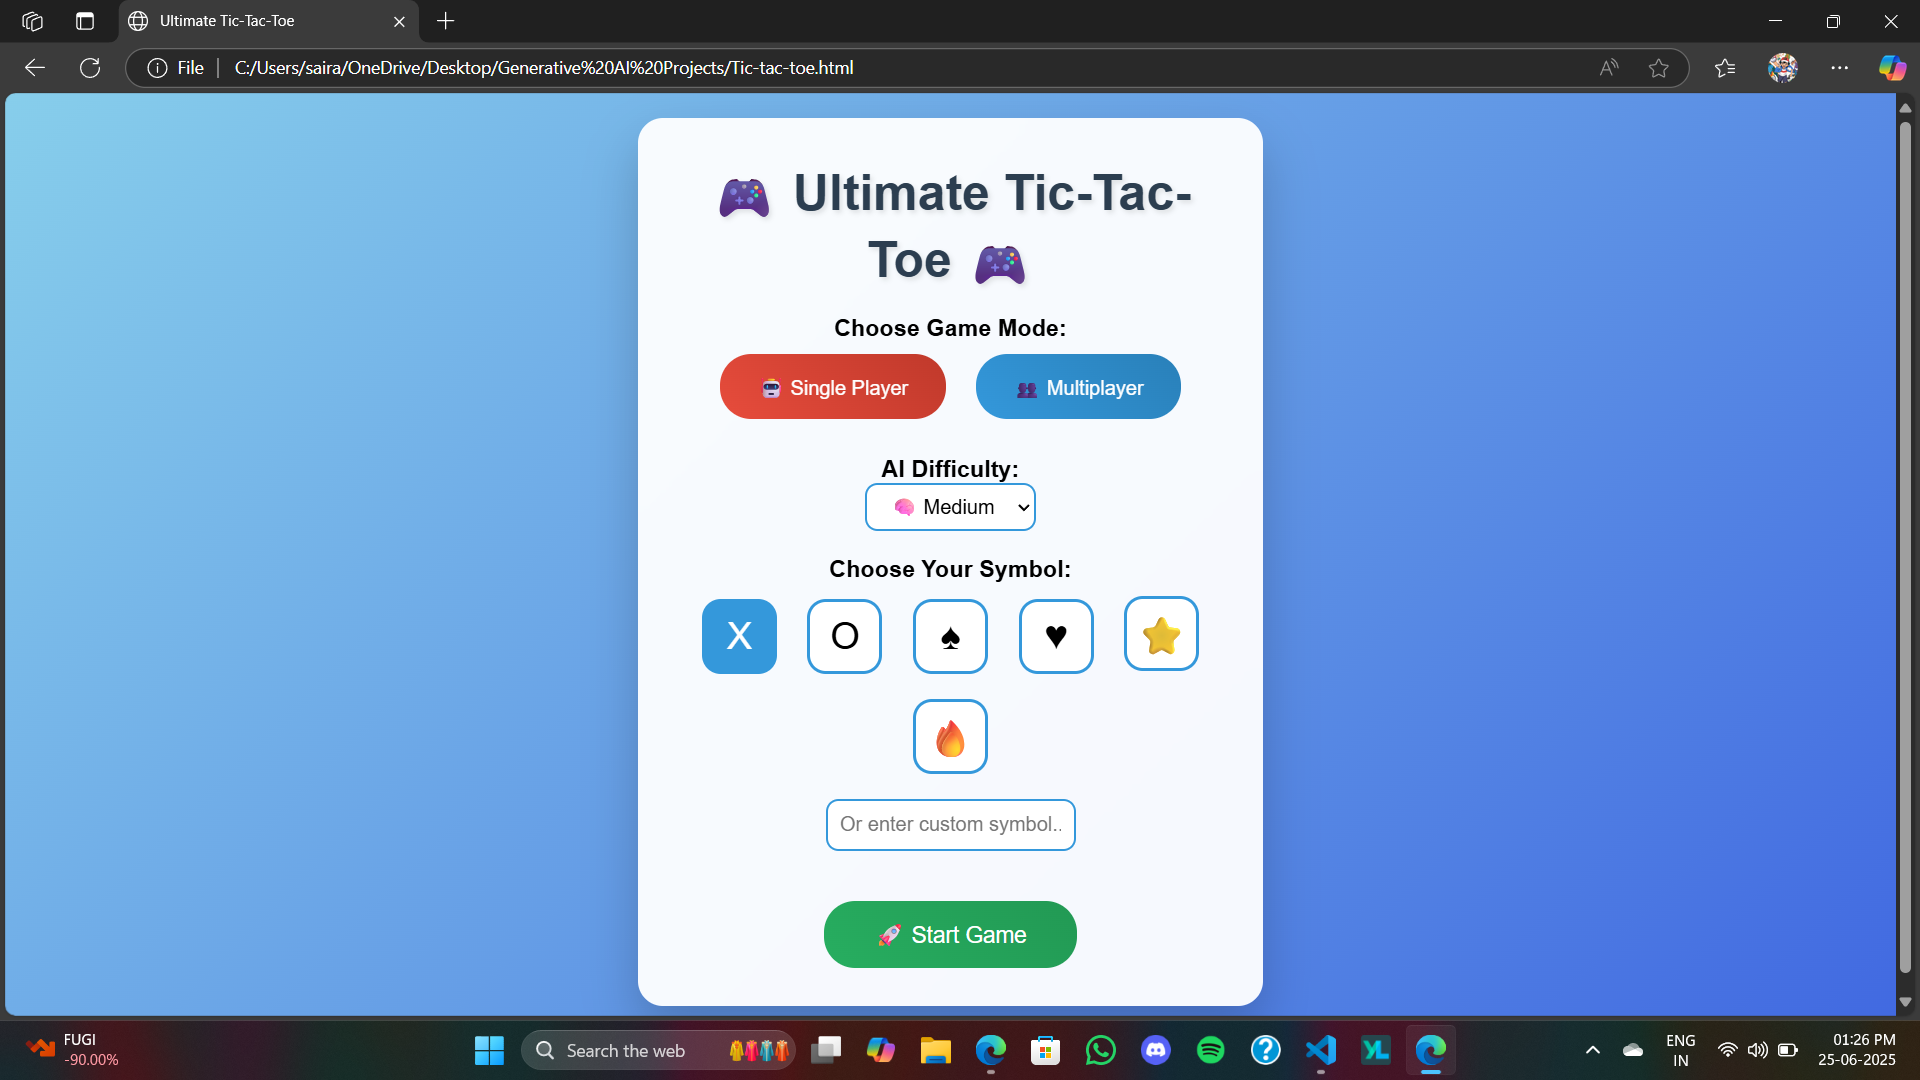 Ultimate Tic-Tac-Toe
File
C:/Users/saira/OneDrive/Desktop/Generative%20AI%20Projects/Tic-tac-toe.html
🎮 Ultimate Tic-Tac-
Toe 🎮
Choose Game Mode:
🤖 Single Player
👥 Multiplayer
AI Difficulty:
🧠 Medium
Choose Your Symbol:
X O ♠ ♥ ⭐
🔥
Or enter custom symbol..
🚀 Start Game
FUGI
-90.00%
Search the web
YL
ENG
IN
01:26 PM
25-06-2025